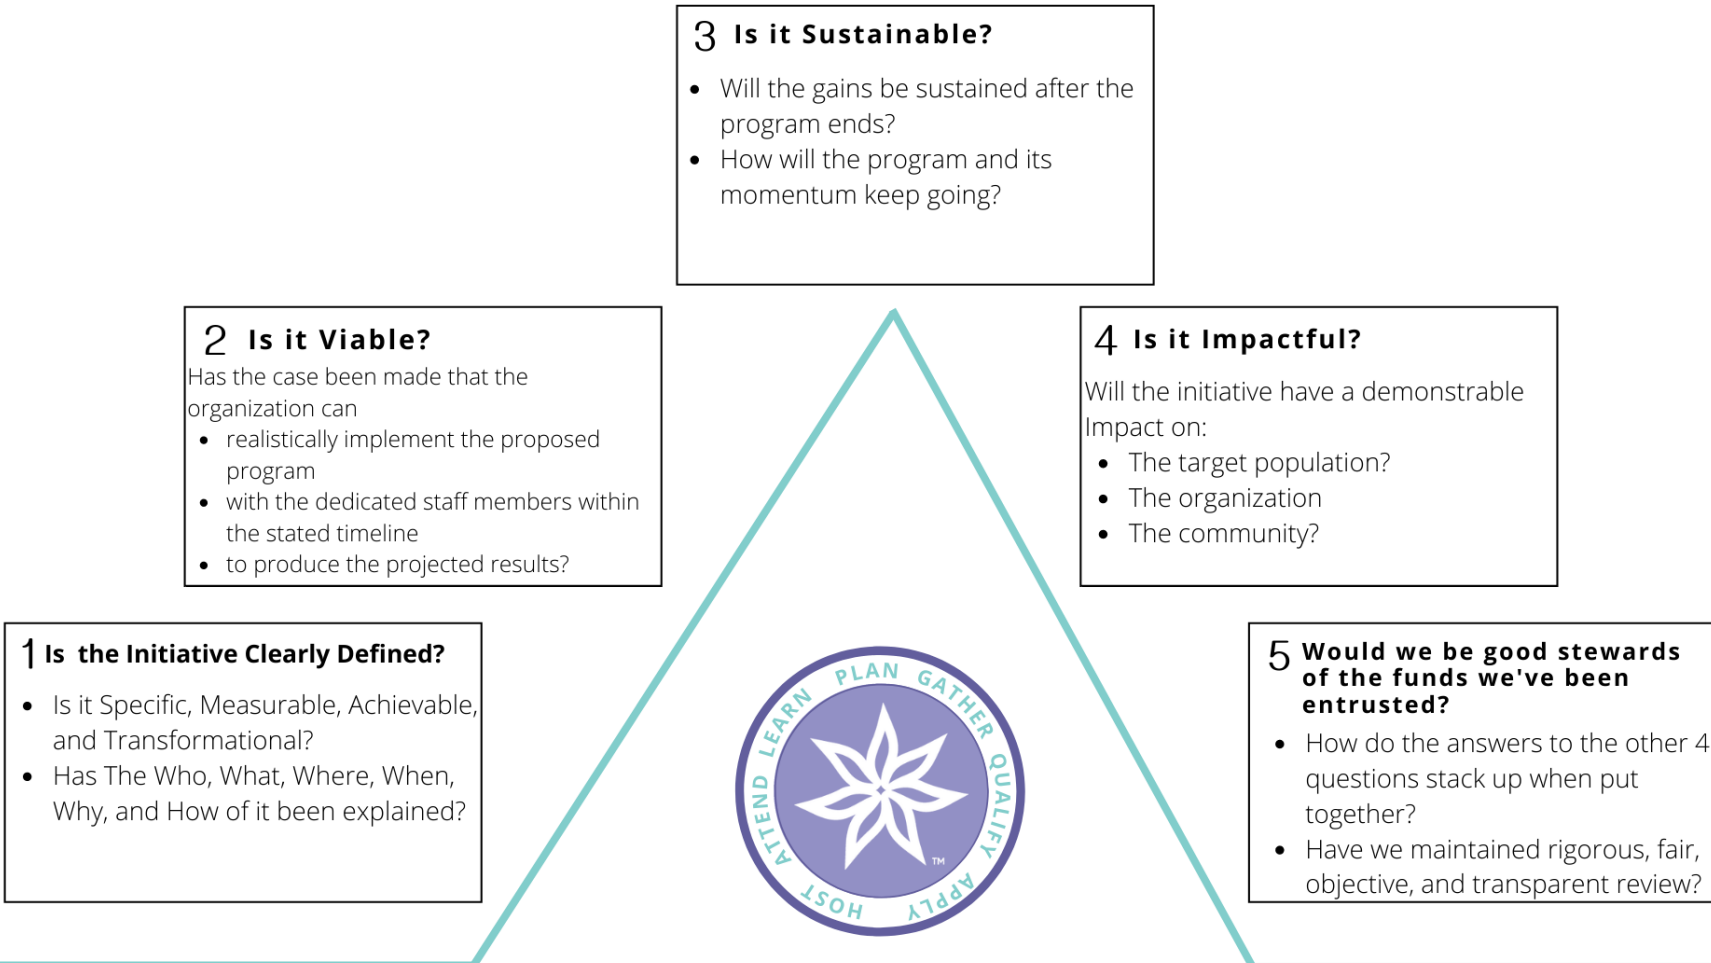 3 Is it Sustainable?
• Will the gains be sustained after the
program ends?
• How will the program and its
momentum keep going?
2 Is it Viable?
Has the case been made that the
organization can
• realistically implement the proposed
program
• with the dedicated staff members within
the stated timeline
• to produce the projected results?
4 Is it Impactful?
Will the initiative have a demonstrable
Impact on:
• The target population?
• The organization
• The community?
1 Is the Initiative Clearly Defined?
• Is it Specific, Measurable, Achievable,
and Transformational?
• Has The Who, What, Where, When,
Why, and How of it been explained?
5 Would we be good stewards
of the funds we've been
entrusted?
• How do the answers to the other 4
questions stack up when put
together?
• Have we maintained rigorous, fair,
objective, and transparent review?
HOST ATTEND LEARN PLAN GATHER QUALIFY APPLY
TM